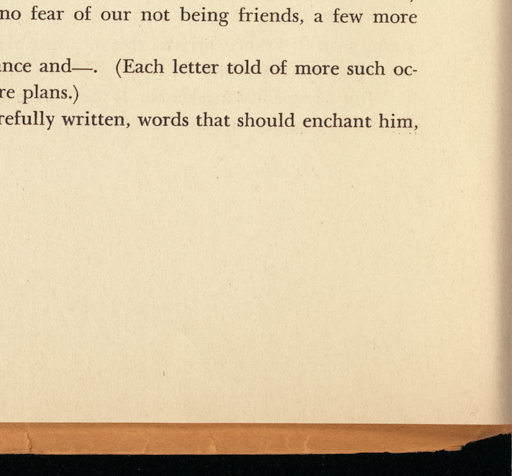 no fear of our not being friends, a few more
nce and—. (Each letter told of more such oc-
re plans.)
refully written, words that should enchant him,